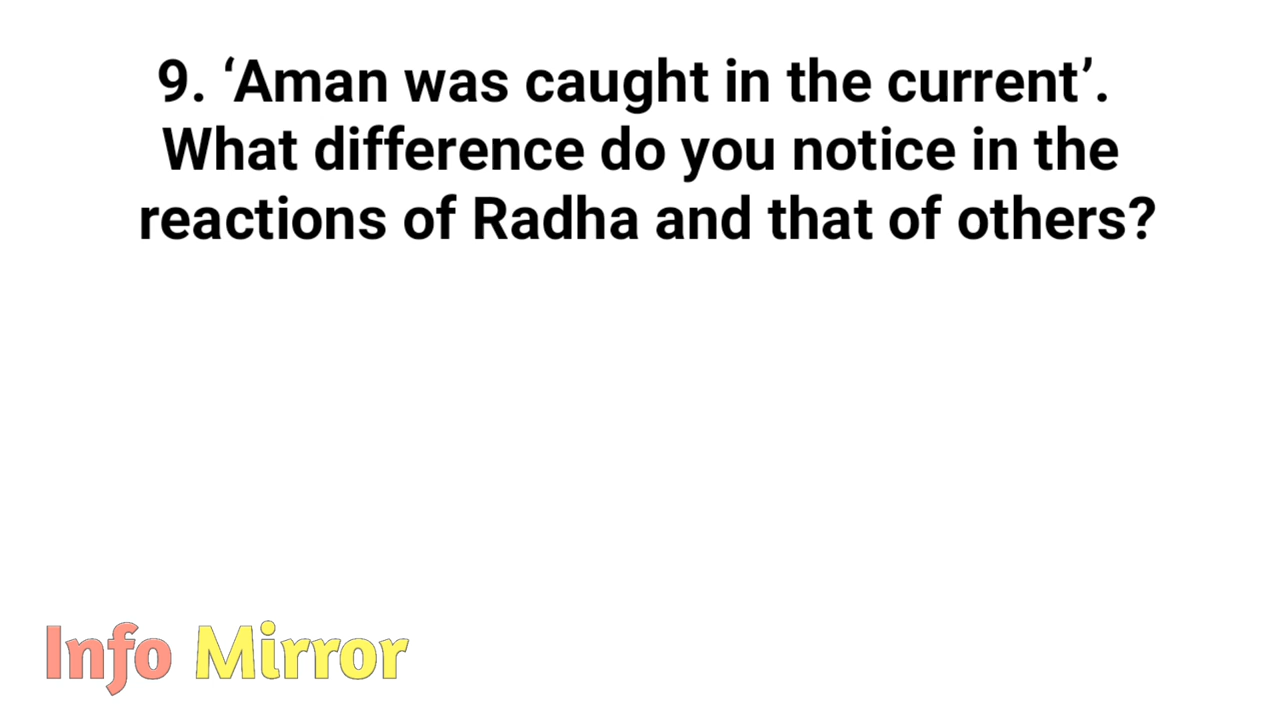 9. ‘Aman was caught in the current’.
What difference do you notice in the
reactions of Radha and that of others?
Info Mirror